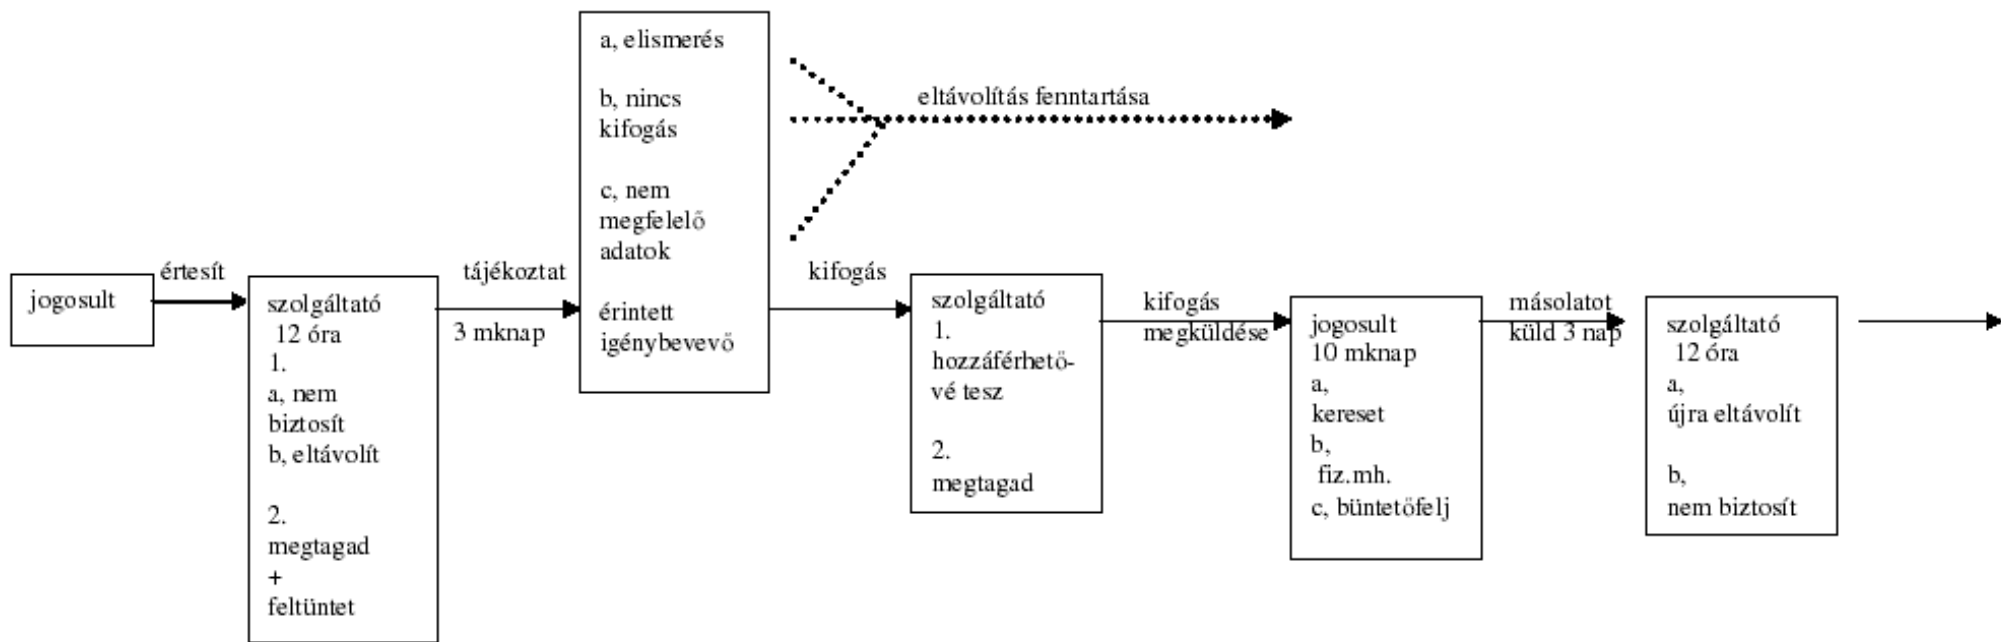 jogosult
értesít
szolgáltató
12 óra
1.
a, nem
biztosít
b, eltávolít
2.
megtagad
+
feltüntet
tájékoztat
3 mknap
a, elismerés
b, nincs
kifogás
c, nem
megfelelő
adatok
érintett
igénybevevő
eltávolítás fenntartása
kifogás
szolgáltató
1.
hozzáférhető-
vé tesz
2.
megtagad
kifogás
megküldése
jogosult
10 mknap
a,
kereset
b,
fiz.mh.
c, büntetőfelj
másolatot
küld 3 nap
szolgáltató
12 óra
a,
újra eltávolít
b,
nem biztosít